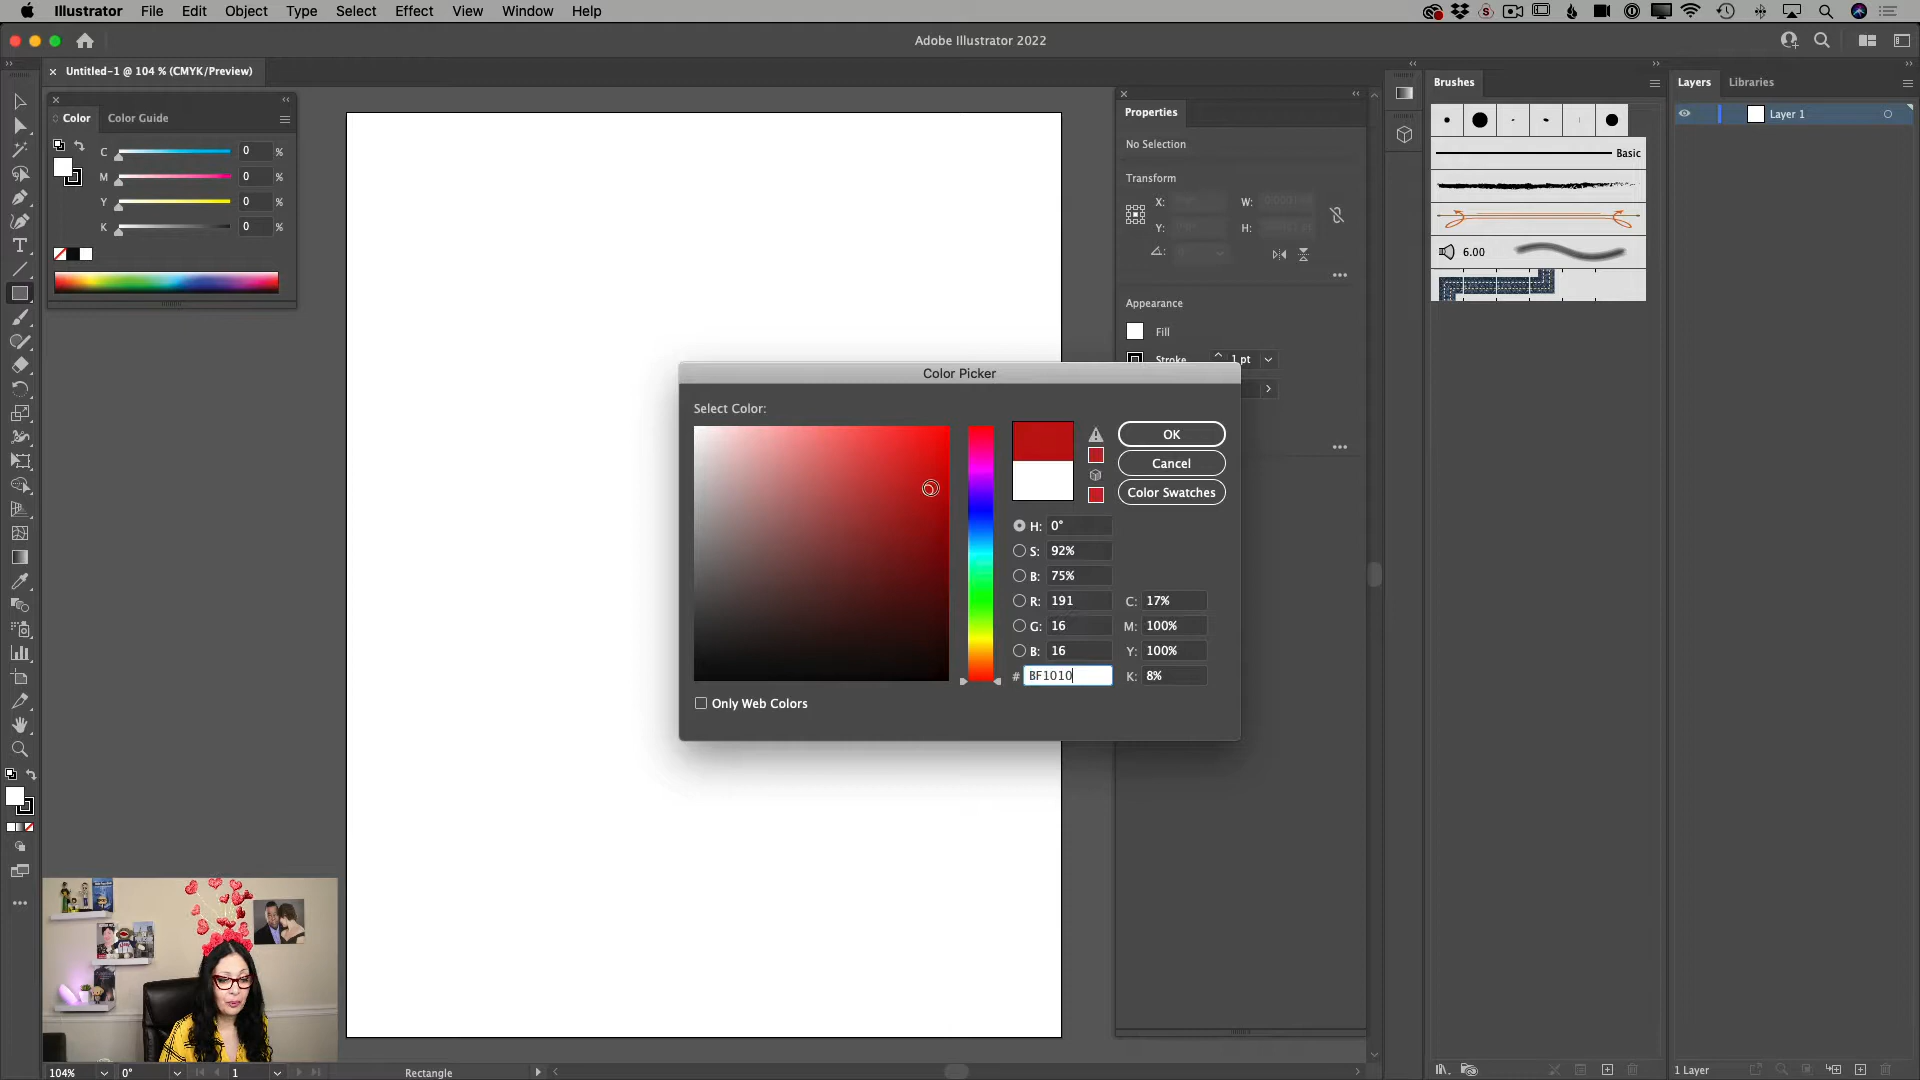 Illustrator File Edit Object Type Select Effect View Window Help
Adobe Illustrator 2022
Untitled-1 @ 104 % (CMYK/Preview)
Color Color Guide
C 0 %
M 0 %
Y 0 %
K 0 %
Properties
No Selection
Transform
X: W:
Y: H:
Appearance
Fill
Stroke 1 pt
Brushes
Basic
6.00
Layers Libraries
Layer 1
Color Picker
Select Color:
OK
Cancel
Color Swatches
H: 0°
S: 92%
B: 75%
R: 191 C: 17%
G: 16 M: 100%
B: 16 Y: 100%
# BF1010 K: 8%
Only Web Colors
104% 0° 1 Rectangle
1 Layer